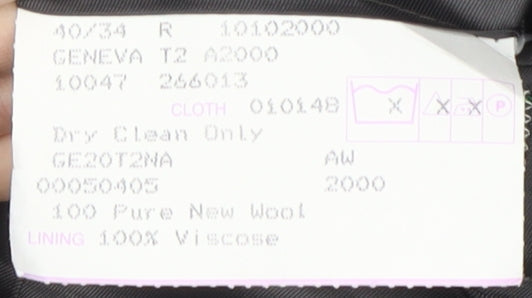 40/34 R 10102000
GENEVA T2 A2000
10047 266013
CLOTH 010148
Dry Clean Only
GE20T2NA AW
00050405 2000
100 Pure New Wool
LINING 100% Viscose
P